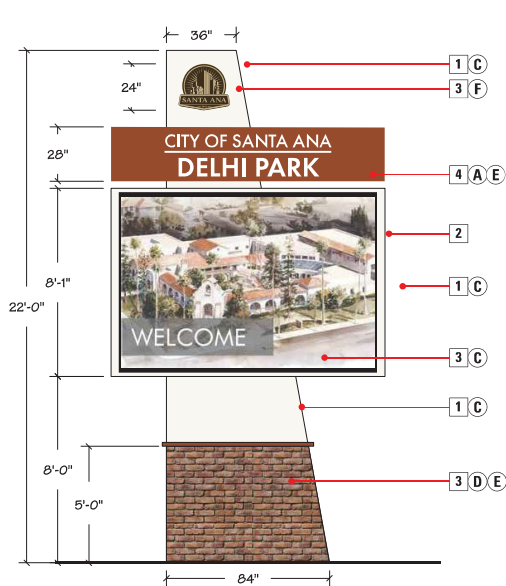 36"
1 C
24"
SANTA ANA
3 F
28"
CITY OF SANTA ANA
DELHI PARK
4 A E
2
8'-1"
1 C
22'-0"
WELCOME
3 C
1 C
8'-0"
3 D E
5'-0"
84"